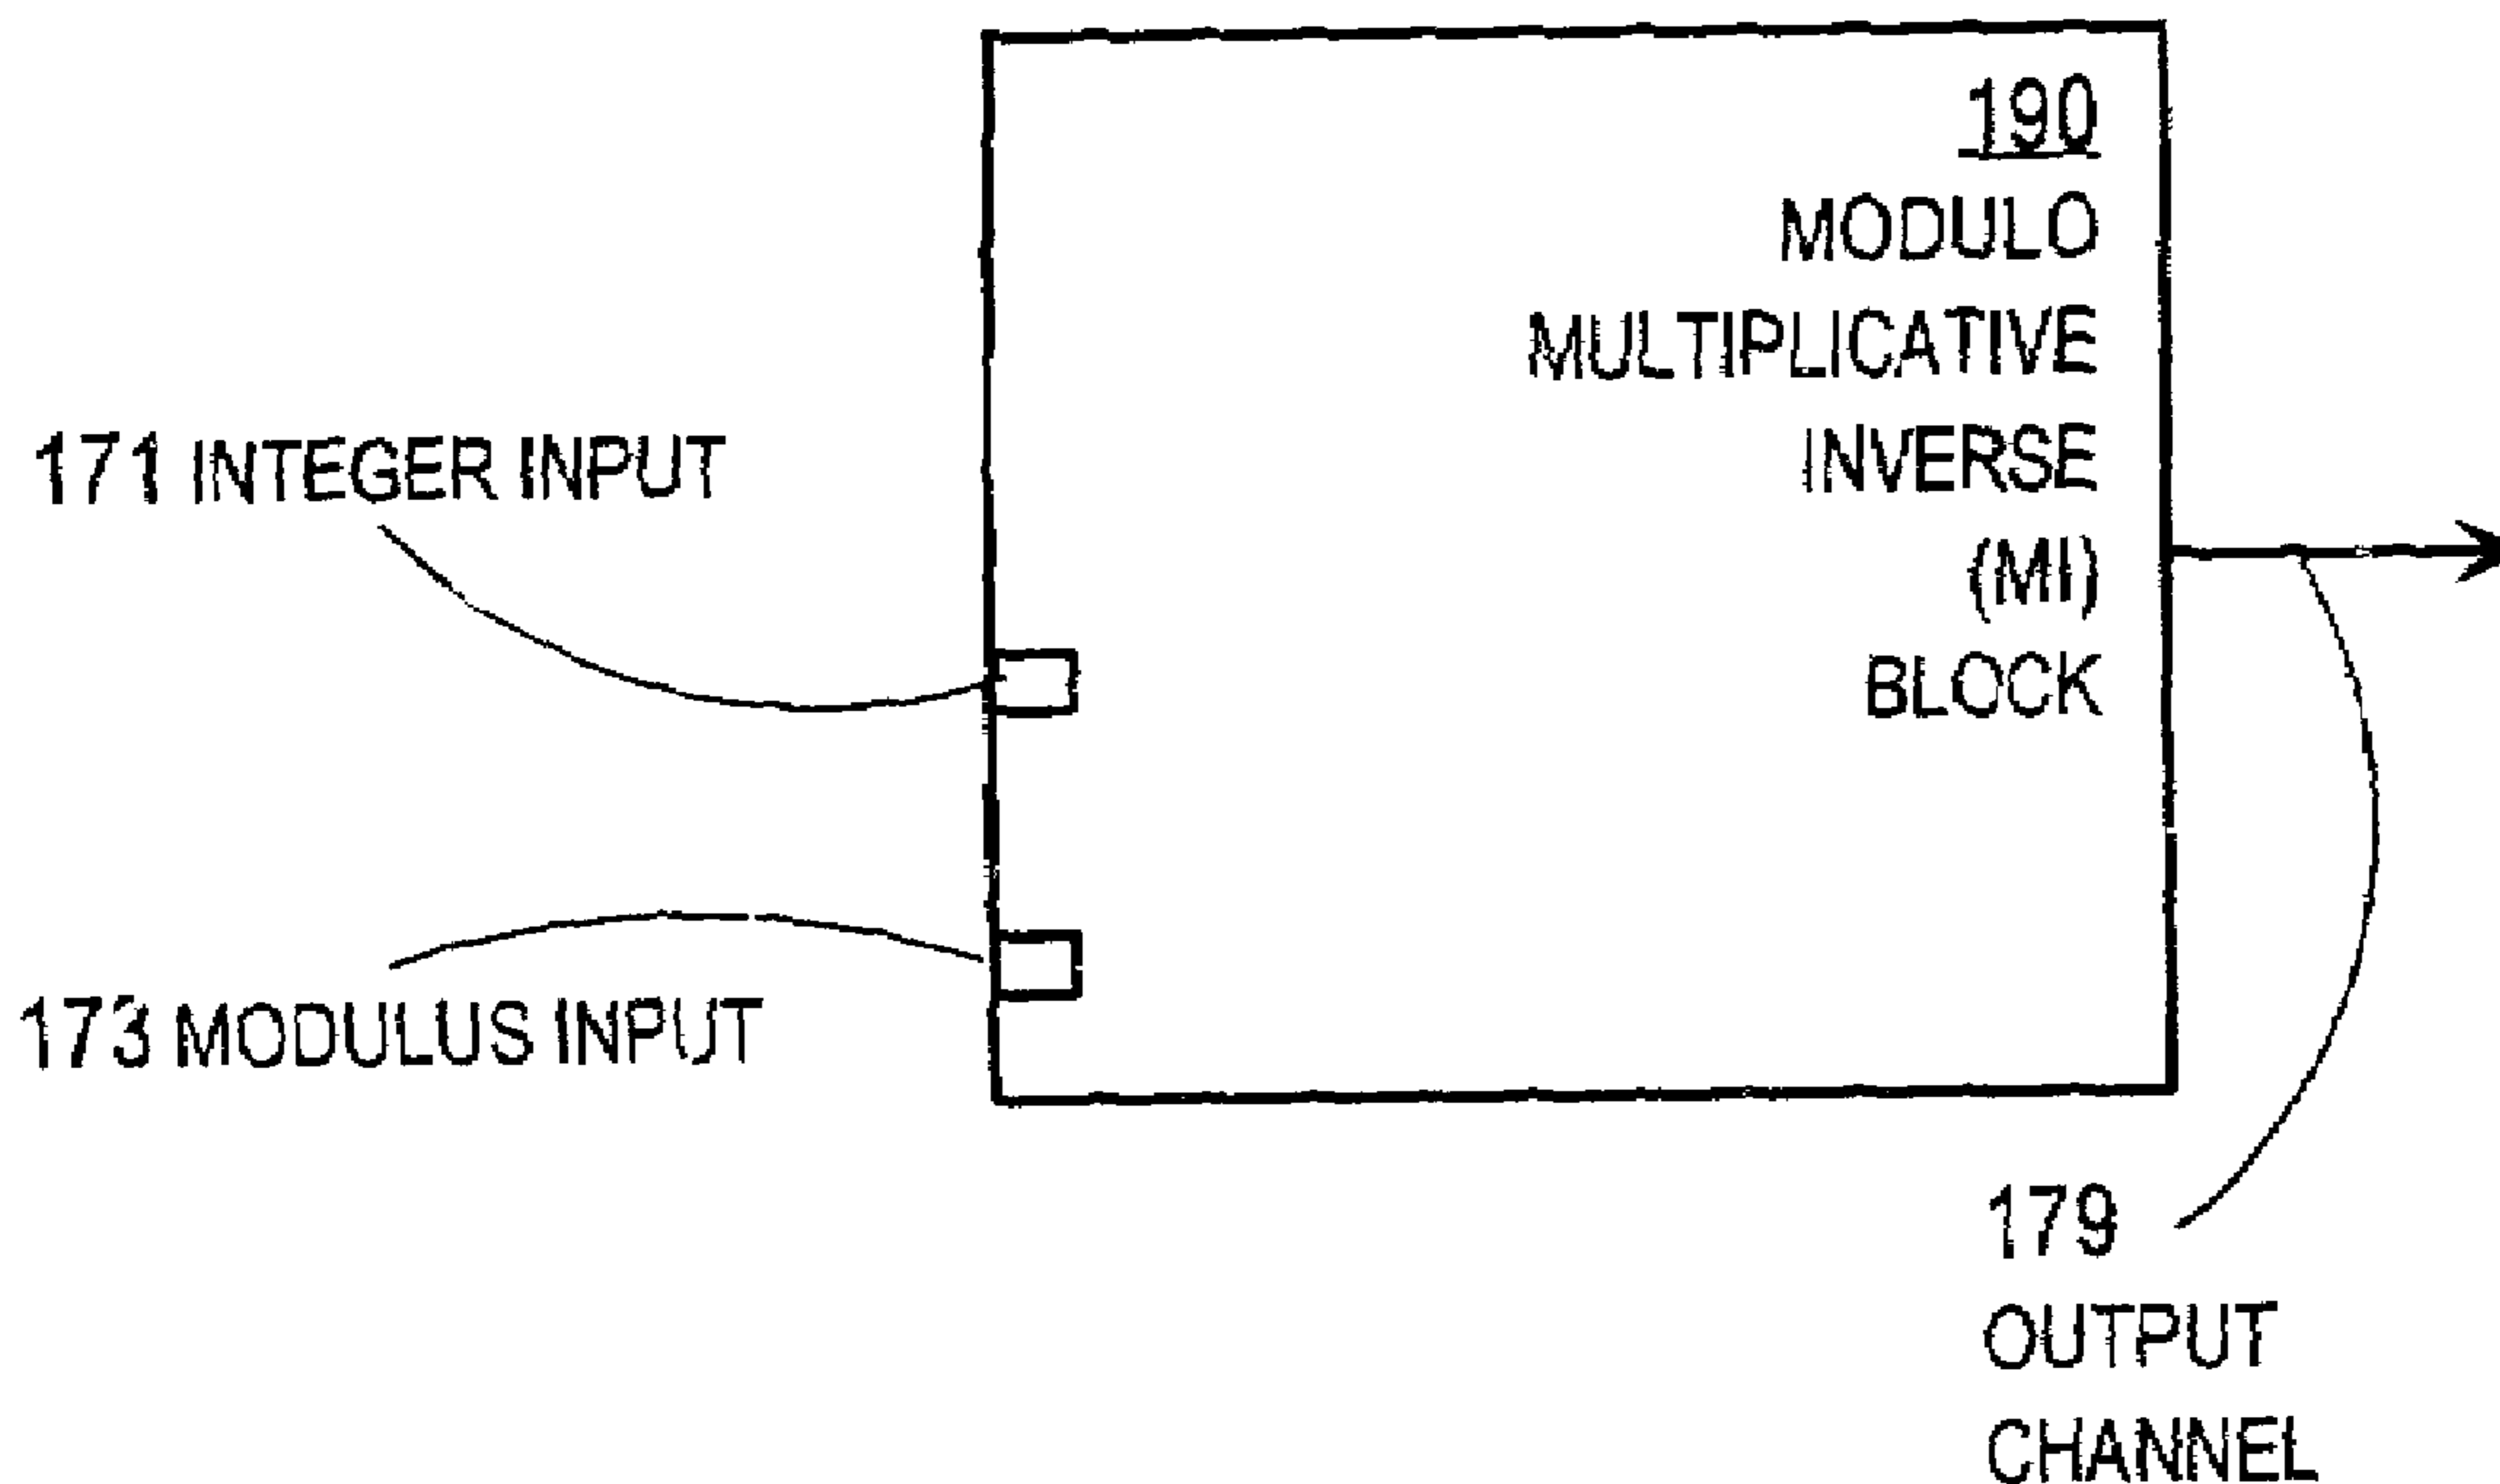 190
MODULO
MULTIPLICATIVE
INVERSE
(MI)
BLOCK
171 INTEGER INPUT
173 MODULUS INPUT
179
OUTPUT
CHANNEL